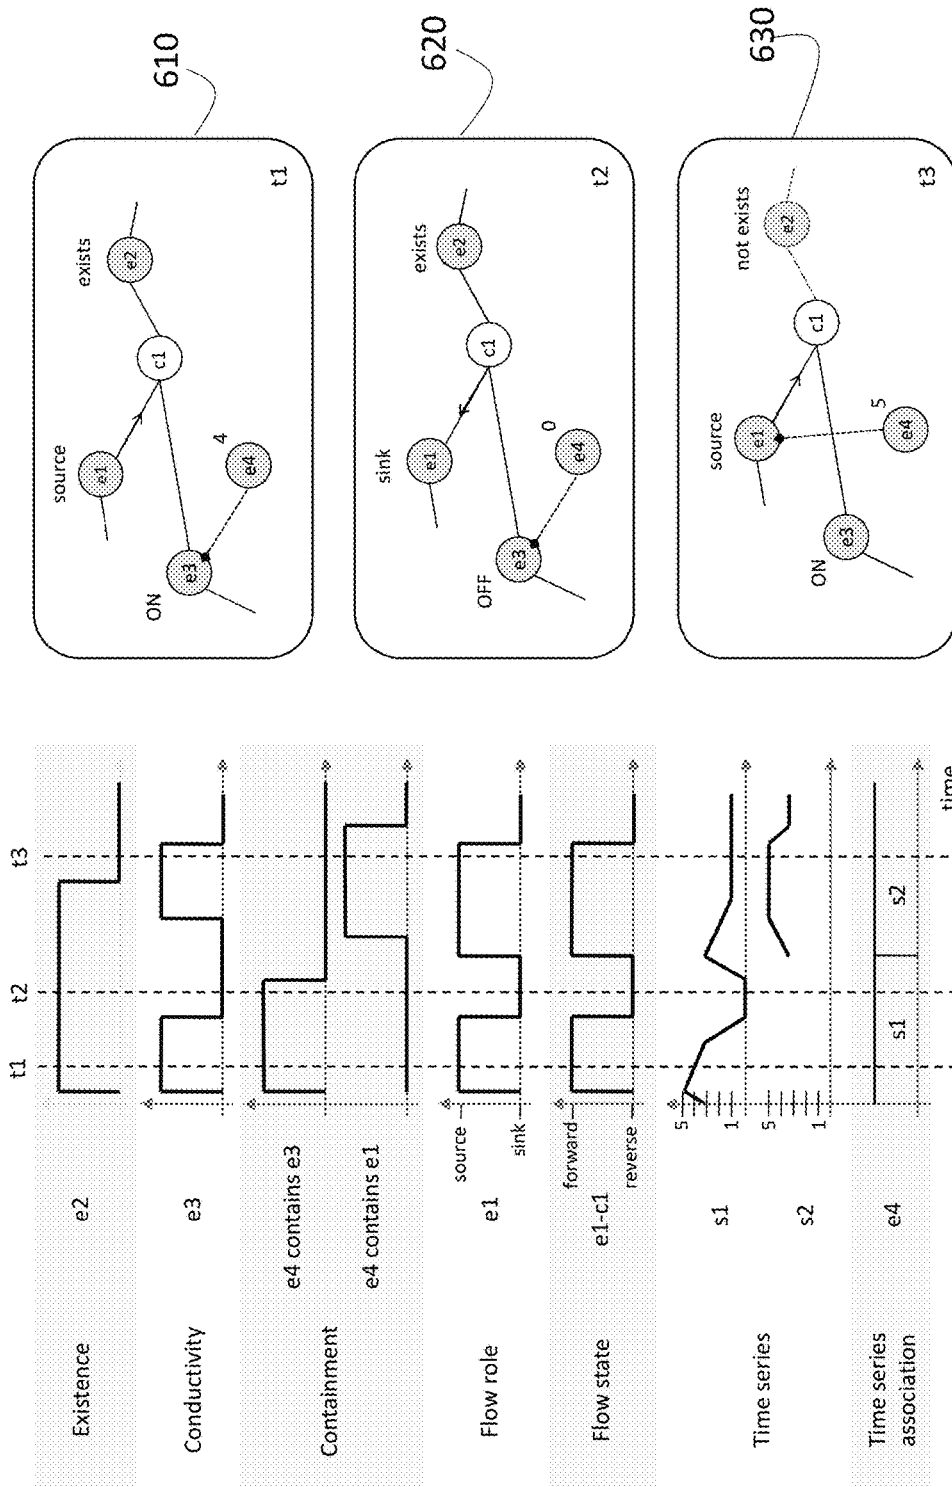 t1
t2
t3
Existence
e2
Conductivity
e3
Containment
e4 contains e3
e4 contains e1
Flow role
e1
source
sink
Flow state
e1-c1
forward
reverse
Time series
s1
5
1
s2
5
1
Time series
association
e4
s1
s2
time
610
source
exists
e1
e2
c1
ON
e3
4
e4
t1
620
sink
exists
e1
e2
c1
OFF
e3
0
e4
t2
630
source
not exists
e1
e2
c1
5
e4
ON
e3
t3